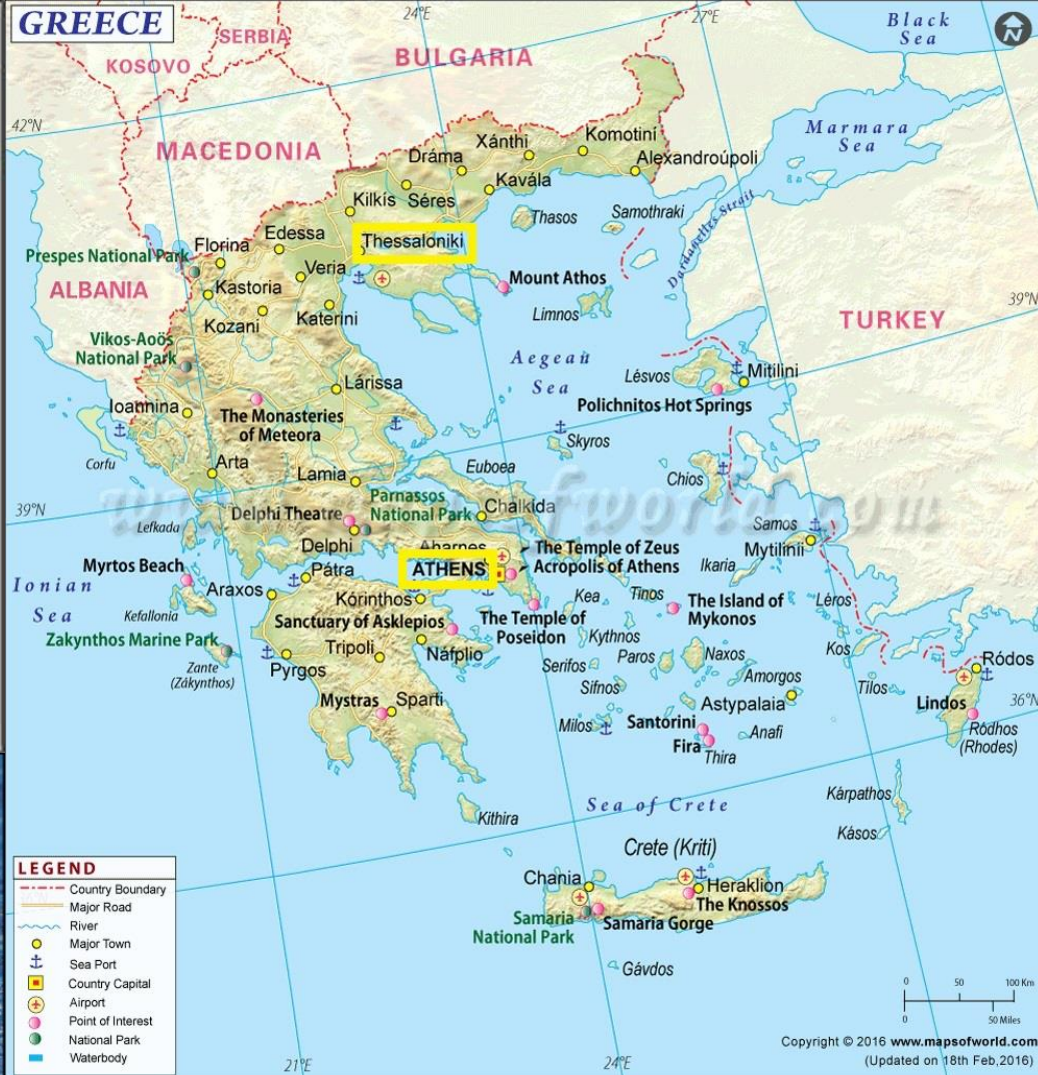 GREECE
24°E
27°E
Black
Sea
N
SERBIA
KOSOVO
BULGARIA
42°N
MACEDONIA
Marmara
Sea
Xánthi
Komotiní
Dráma
Alexandroúpoli
Kavála
Kilkis
Séres
Thasos
Samothraki
Dardanelles Strait
Thessaloniki
Edessa
Florina
Prespes National Park
Veria
Mount Athos
ALBANIA
Kastoria
Katerini
Kozani
Limnos
39°N
TURKEY
Vikos-Aoös
National Park
Aegean
Sea
Lésvos
Mitilini
Lárissa
Polichnitos Hot Springs
Ioannina
The Monasteries
of Meteora
Skyros
Corfu
Arta
Lamia
Euboea
Chios
Parnassos
National Park
Chalkida
39°N
Lefkada
Delphi Theatre
Delphi
Samos
Mytilinii
Aharnes
The Temple of Zeus
Acropolis of Athens
ATHENS
Myrtos Beach
Pátra
Ikaria
Ionian
Sea
Araxos
Kórinthos
Kea
Tinos
The Island of
Mykonos
Léros
Kefallonia
Sanctuary of Asklepios
The Temple of
Poseidon
Kythnos
Zakynthos Marine Park
Tripoli
Náfplio
Paros
Naxos
Kos
Zante
(Zákynthos)
Pyrgos
Serifos
Sifnos
Amorgos
Ródos
Tilos
Mystras
Sparti
Astypalaia
Lindos
36°N
Milos
Santorini
Anafi
Ródhos
(Rhodes)
Fira
Thira
Kithira
Sea of Crete
Kárpathos
Kásos
Crete (Kriti)
Chania
Heraklion
The Knossos
Samaria
National Park
Samaria Gorge
Gávdos
LEGEND
Country Boundary
Major Road
River
Major Town
Sea Port
Country Capital
Airport
Point of Interest
National Park
Waterbody
0 50 100 Km
0 50 Miles
Copyright © 2016 www.mapsofworld.com
(Updated on 18th Feb,2016)
21°E
24°E